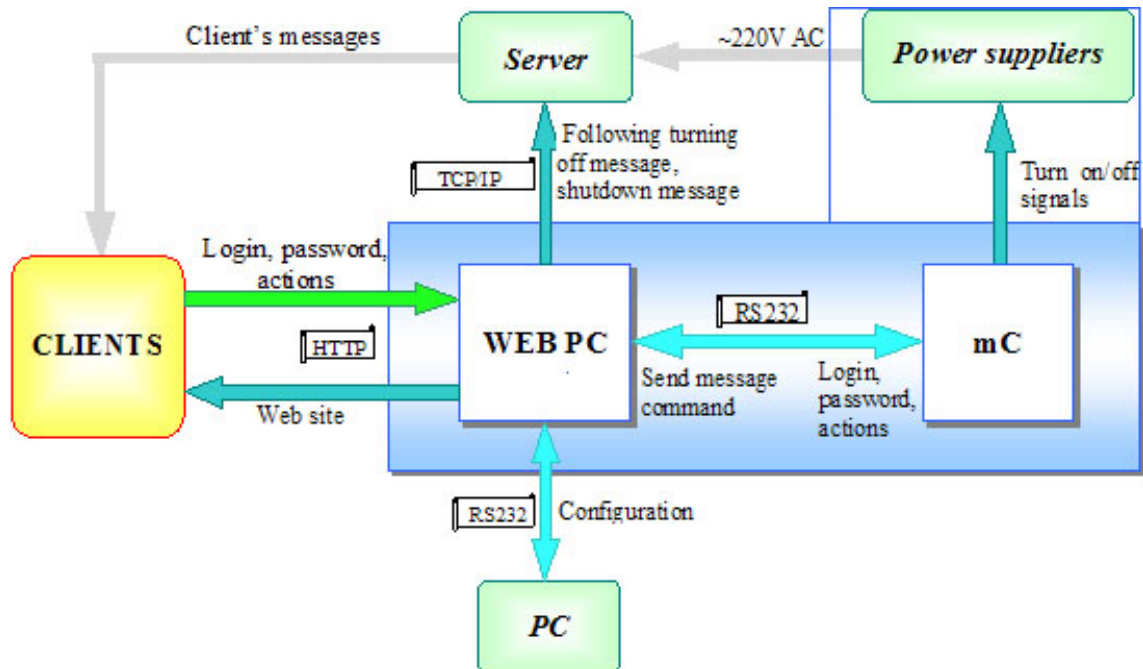 Client's messages
Server
~220V AC
Power suppliers
Following turning
off message,
shutdown message
TCP/IP
Turn on/off
signals
Login, password,
actions
CLIENTS
HTTP
Web site
WEB PC
RS232
mC
Send message
command
Login,
password,
actions
RS232
Configuration
PC